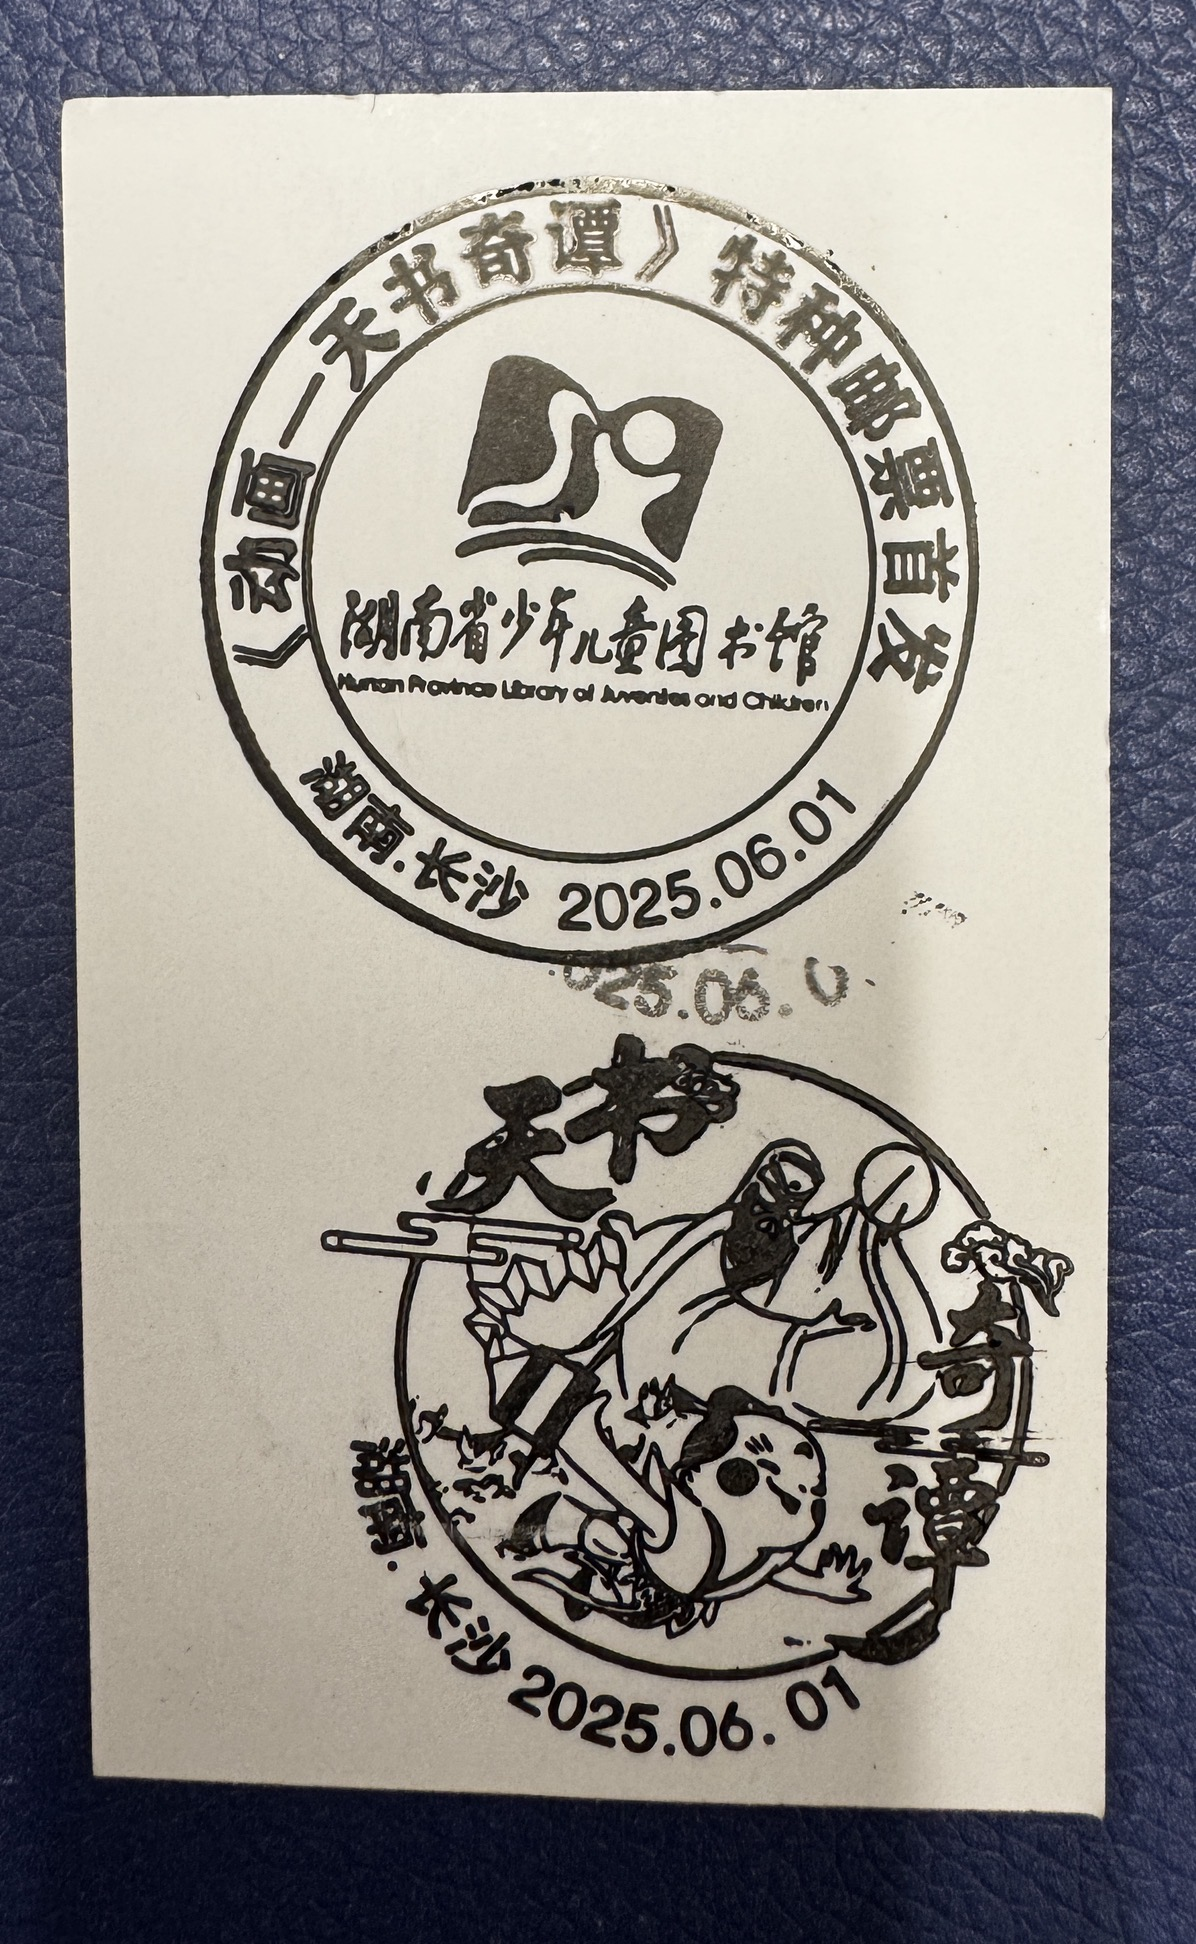 《动画—天书奇谭》特种邮票首发
湖南省少年儿童图书馆
Hunan Province Library of Juveniles and Children
湖南·长沙 2025.06.01
025.06.0
天书
奇谭
湖南·长沙 2025.06.01